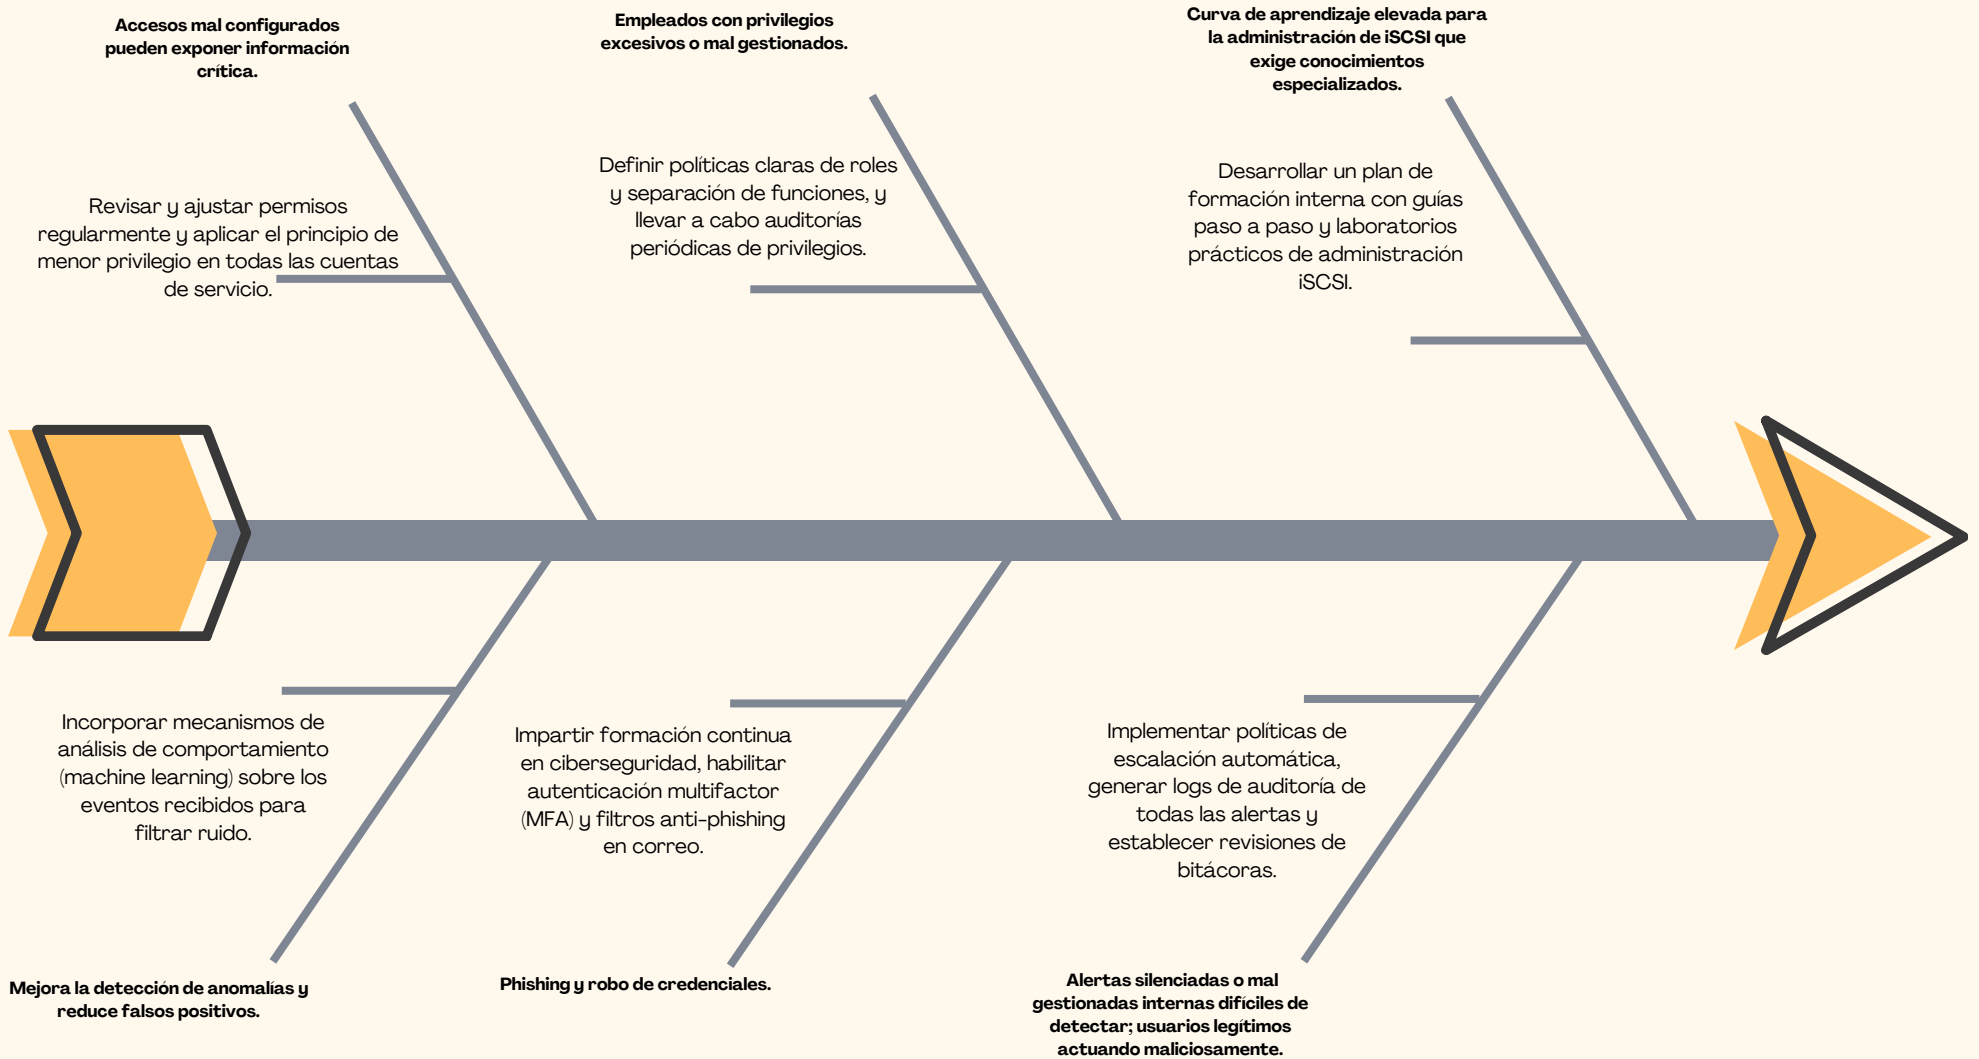 Accesos mal configurados
pueden exponer información
crítica.
Empleados con privilegios
excesivos o mal gestionados.
Curva de aprendizaje elevada para
la administración de iSCSI que
exige conocimientos
especializados.
Revisar y ajustar permisos
regularmente y aplicar el principio de
menor privilegio en todas las cuentas
de servicio.
Definir políticas claras de roles
y separación de funciones, y
llevar a cabo auditorías
periódicas de privilegios.
Desarrollar un plan de
formación interna con guías
paso a paso y laboratorios
prácticos de administración
iSCSI.
Incorporar mecanismos de
análisis de comportamiento
(machine learning) sobre los
eventos recibidos para
filtrar ruido.
Impartir formación continua
en ciberseguridad, habilitar
autenticación multifactor
(MFA) y filtros anti-phishing
en correo.
Implementar políticas de
escalación automática,
generar logs de auditoría de
todas las alertas y
establecer revisiones de
bitácoras.
Mejora la detección de anomalías y
reduce falsos positivos.
Phishing y robo de credenciales.
Alertas silenciadas o mal
gestionadas internas difíciles de
detectar; usuarios legítimos
actuando maliciosamente.